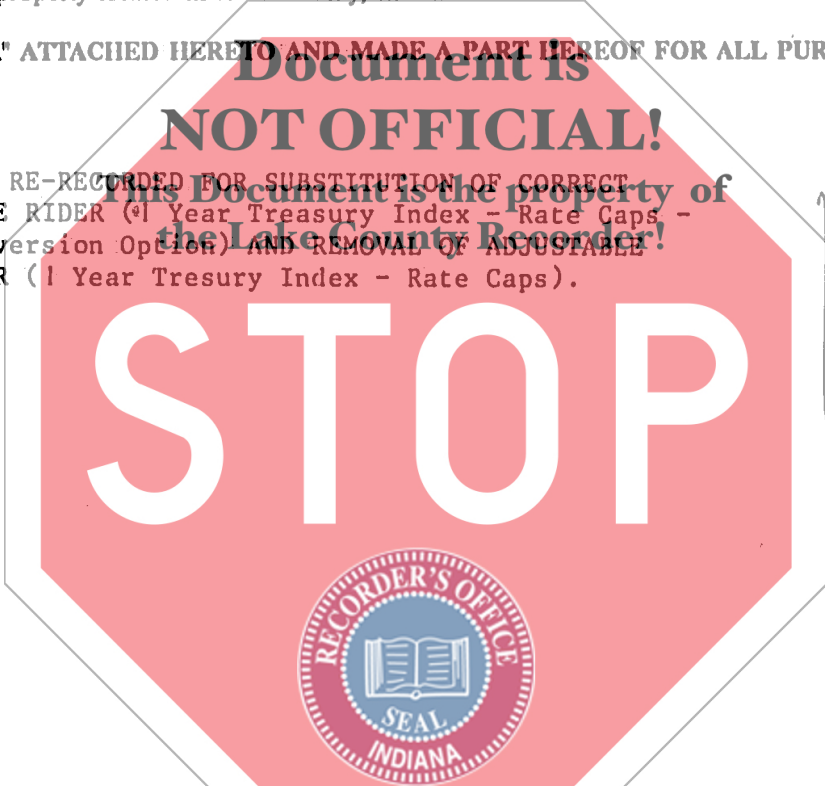 " ATTACHED HERETO AND MADE A PART HEREOF FOR ALL PUR
Document is
NOT OFFICIAL!
This Document is the property of
the Lake County Recorder!
RE-RECORDED FOR SUBSTITUTION OF CORRECT
E RIDER (1 Year Treasury Index - Rate Caps -
version Option) AND REMOVAL OF ADJUSTABLE
R (1 Year Tresury Index - Rate Caps).
STOP
RECORDER'S OFFICE
SEAL
INDIANA